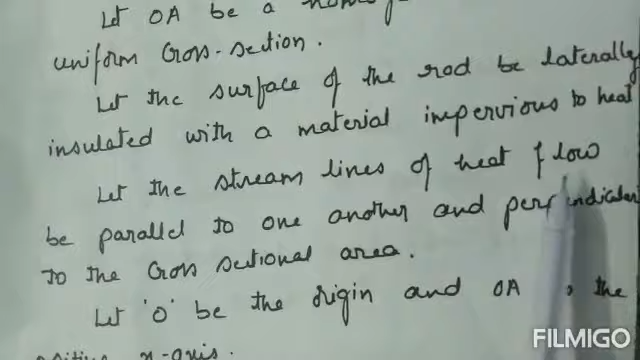 Let OA be a
uniform Cross-section.
Let the surface of the rod be laterally
insulated with a material impervious to heat
Let the stream lines of heat flow
be parallel to one another and perpendicular
to the Cross sectional area.
Let 'O' be the origin and OA the
x-axis.
FILMIGO